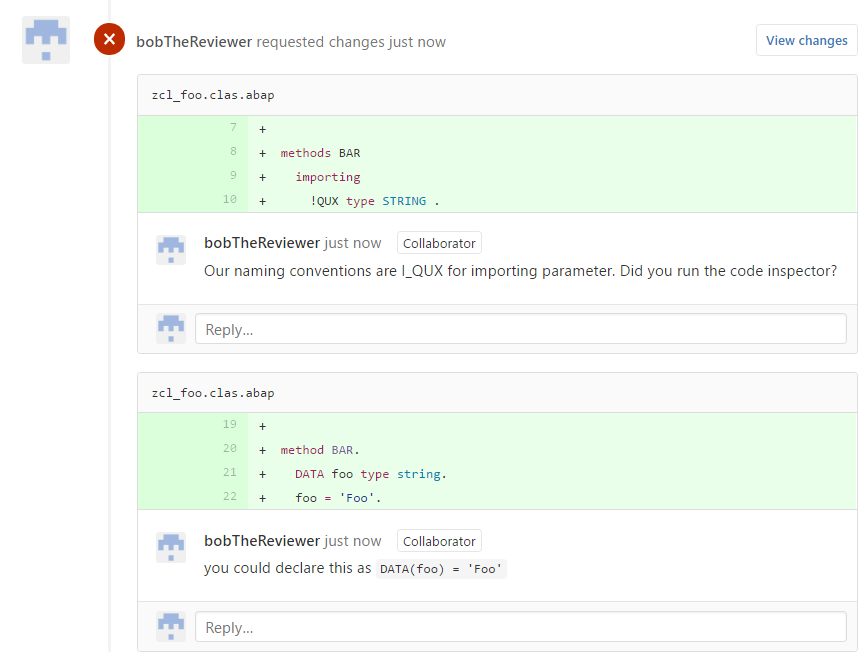 bobTheReviewer requested changes just now
View changes
zcl_foo.clas.abap
7 +
8 + methods BAR
9 + importing
10 + !QUX type STRING .
bobTheReviewer just now Collaborator
Our naming conventions are I_QUX for importing parameter. Did you run the code inspector?
Reply...
zcl_foo.clas.abap
19 +
20 + method BAR.
21 + DATA foo type string.
22 + foo = 'Foo'.
bobTheReviewer just now Collaborator
you could declare this as DATA(foo) = 'Foo'
Reply...